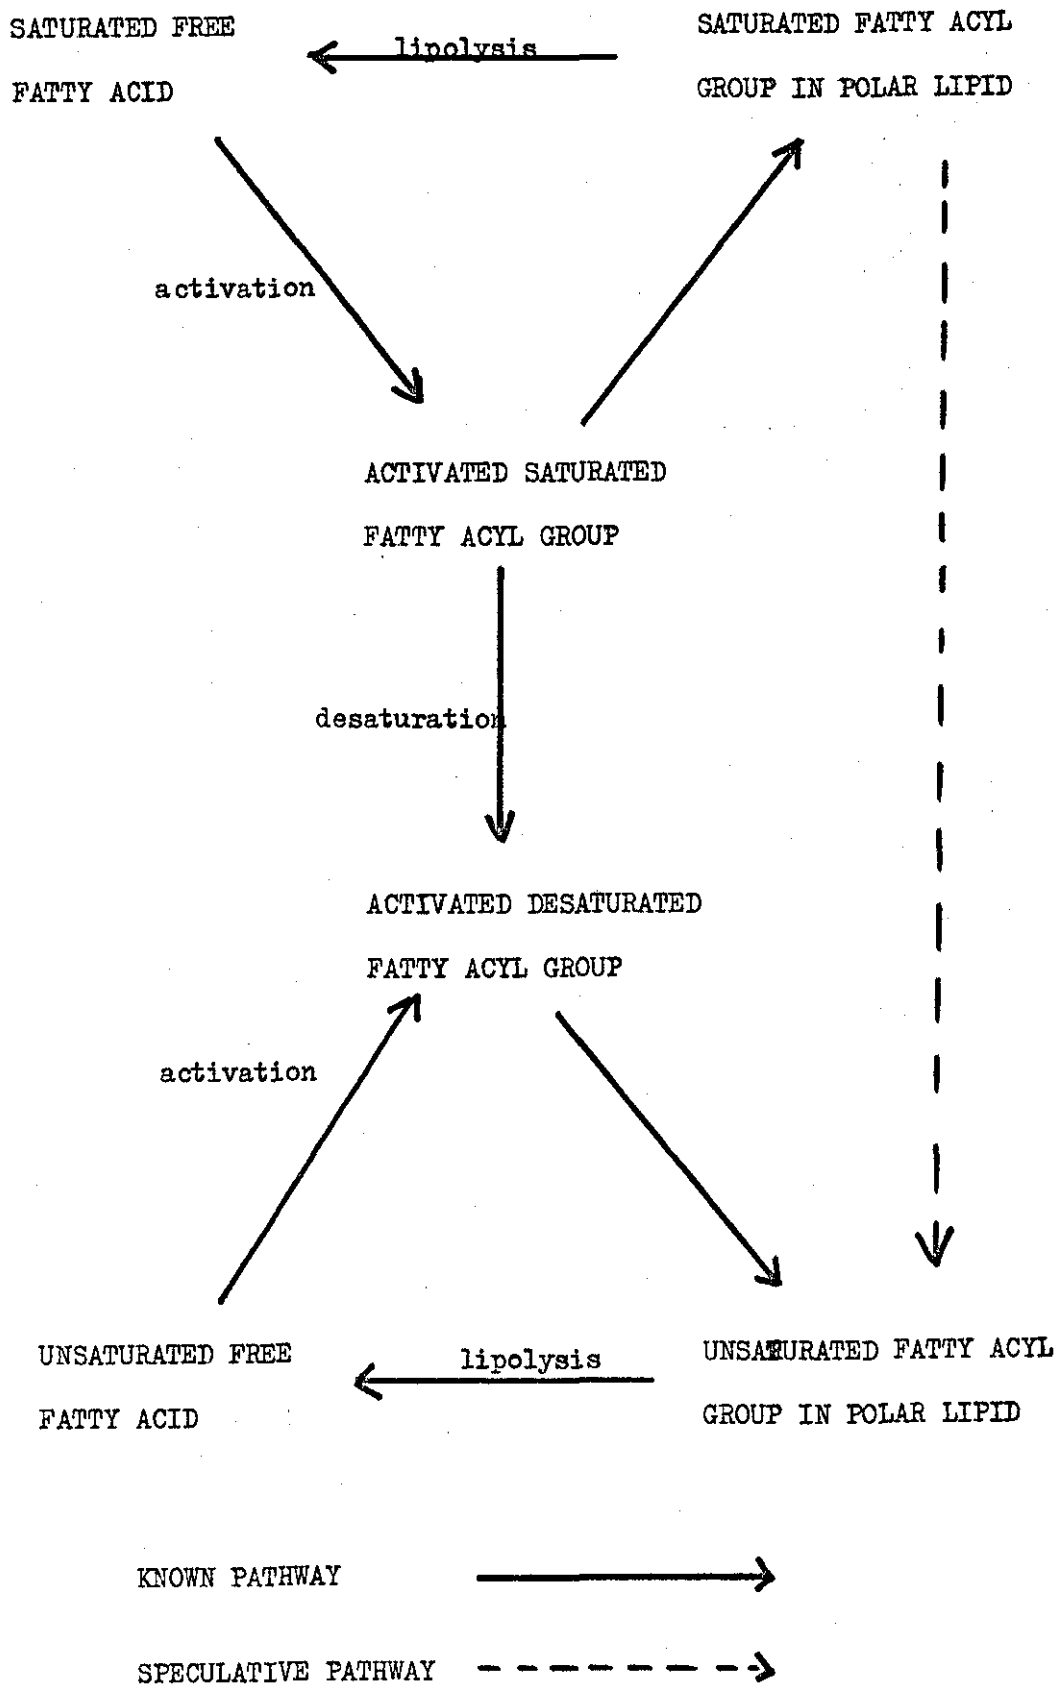 SATURATED FREE
FATTY ACID
lipolysis
SATURATED FATTY ACYL
GROUP IN POLAR LIPID
activation
ACTIVATED SATURATED
FATTY ACYL GROUP
desaturation
ACTIVATED DESATURATED
FATTY ACYL GROUP
activation
UNSATURATED FREE
FATTY ACID
lipolysis
UNSATURATED FATTY ACYL
GROUP IN POLAR LIPID
KNOWN PATHWAY
SPECULATIVE PATHWAY